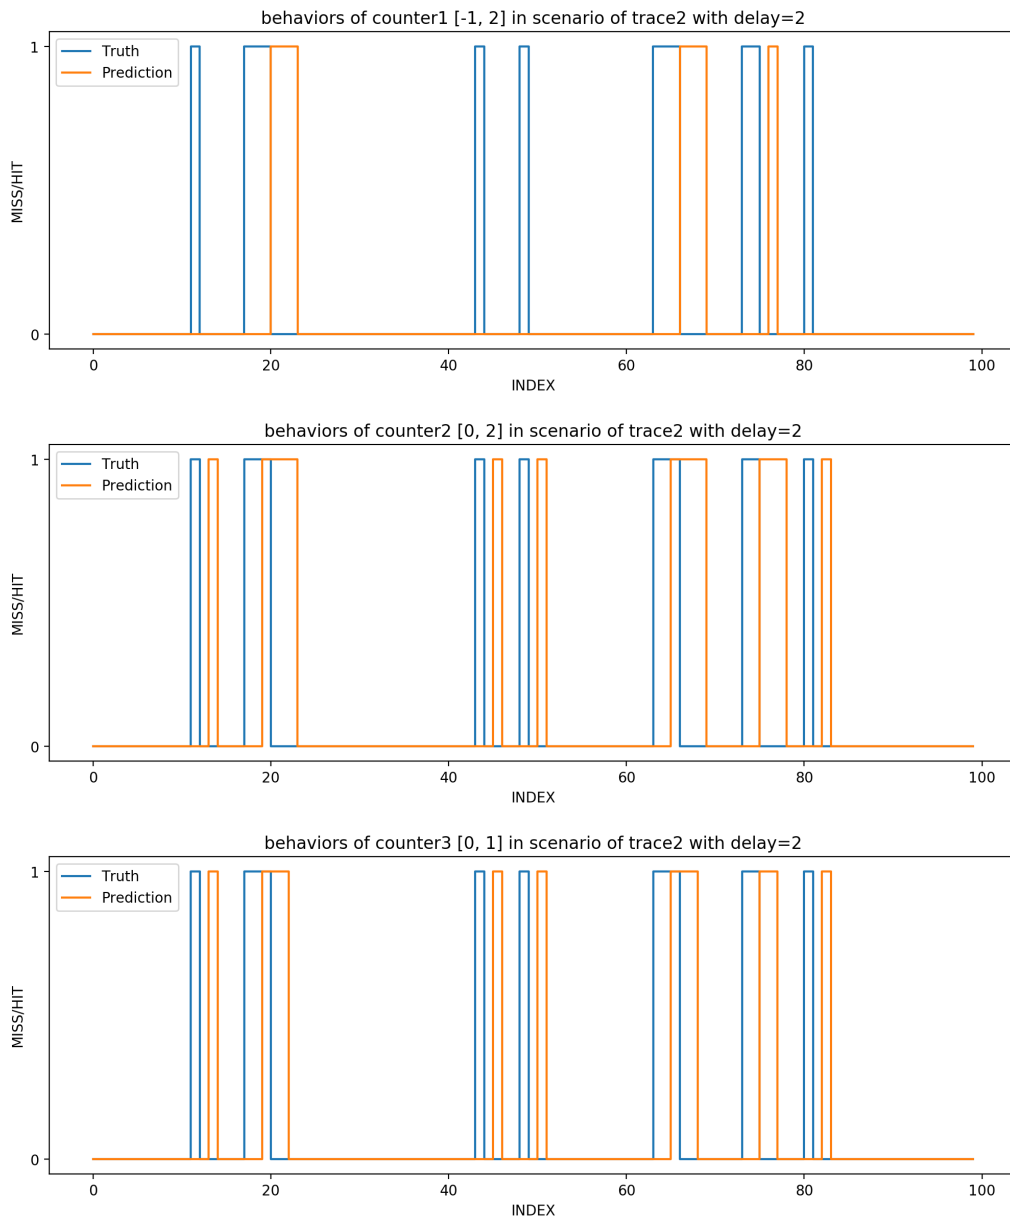 behaviors of counter1 [-1, 2] in scenario of trace2 with delay=2
1
Truth
Prediction
MISS/HIT
0
0 20 40 60 80 100
INDEX
behaviors of counter2 [0, 2] in scenario of trace2 with delay=2
1
Truth
Prediction
MISS/HIT
0
0 20 40 60 80 100
INDEX
behaviors of counter3 [0, 1] in scenario of trace2 with delay=2
1
Truth
Prediction
MISS/HIT
0
0 20 40 60 80 100
INDEX